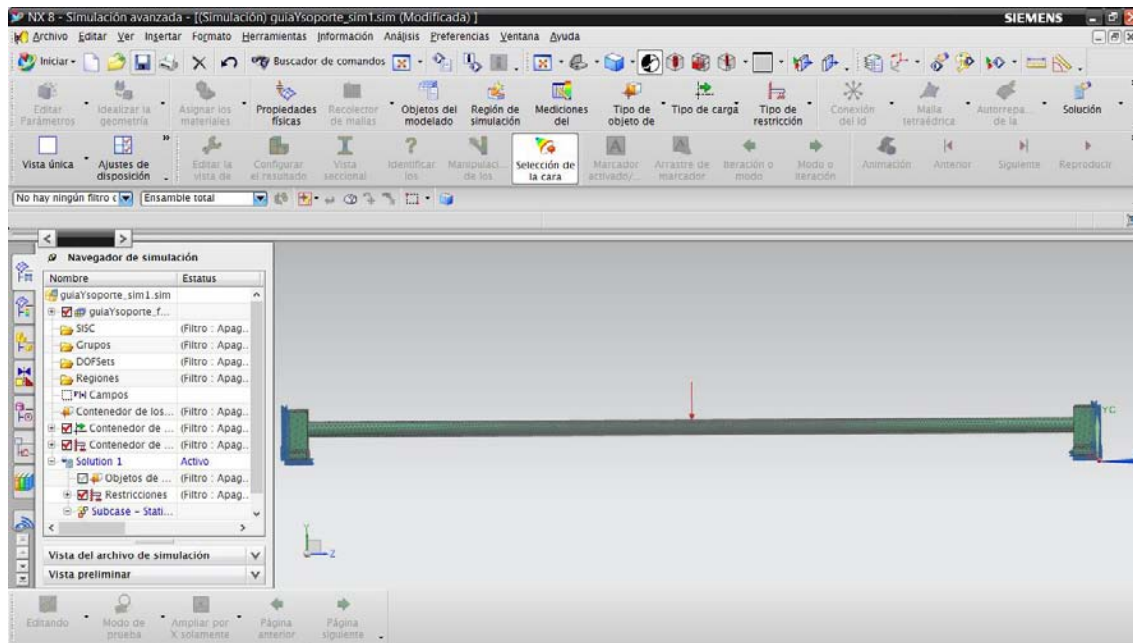 NX 8 - Simulación avanzada - [(Simulación) guiaYsoporte_sim1.sim (Modificada) ]
SIEMENS
Archivo Editar Ver Insertar Formato Herramientas Información Análisis Preferencias Ventana Ayuda
Iniciar
Buscador de comandos
Editar Parámetros
Idealizar la geometría
Asignar los materiales
Propiedades físicas
Recolector de mallas
Objetos del modelado
Región de simulación
Mediciones del
Tipo de objeto de
Tipo de carga
Tipo de restricción
Conexión del 1d
Malla tetraédrica
Autorrepa... de la
Solución
Vista única
Ajustes de disposición
Editar la vista de
Configurar el resultado
Vista seccional
Identificar los
Manipulaci... de los
Selección de la cara
Marcador activado/...
Arrastre de marcador
Iteración o modo
Modo o iteración
Animación
Anterior
Siguiente
Reproducir
No hay ningún filtro c
Ensamble total
Navegador de simulación
Nombre Estatus
guiaYsoporte_sim1.sim
guiaYsoporte_f...
SISC (Filtro : Apag...
Grupos (Filtro : Apag...
DOFSets (Filtro : Apag...
Regiones (Filtro : Apag...
Campos
Contenedor de los... (Filtro : Apag...
Contenedor de ... (Filtro : Apag...
Contenedor de ... (Filtro : Apag...
Solution 1 Activo
Objetos de ... (Filtro : Apag...
Restricciones (Filtro : Apag...
Subcase - Stati...
Vista del archivo de simulación
Vista preliminar
YC
Y
Z
Editando
Modo de prueba
Ampliar por X solamente
Página anterior
Página siguiente